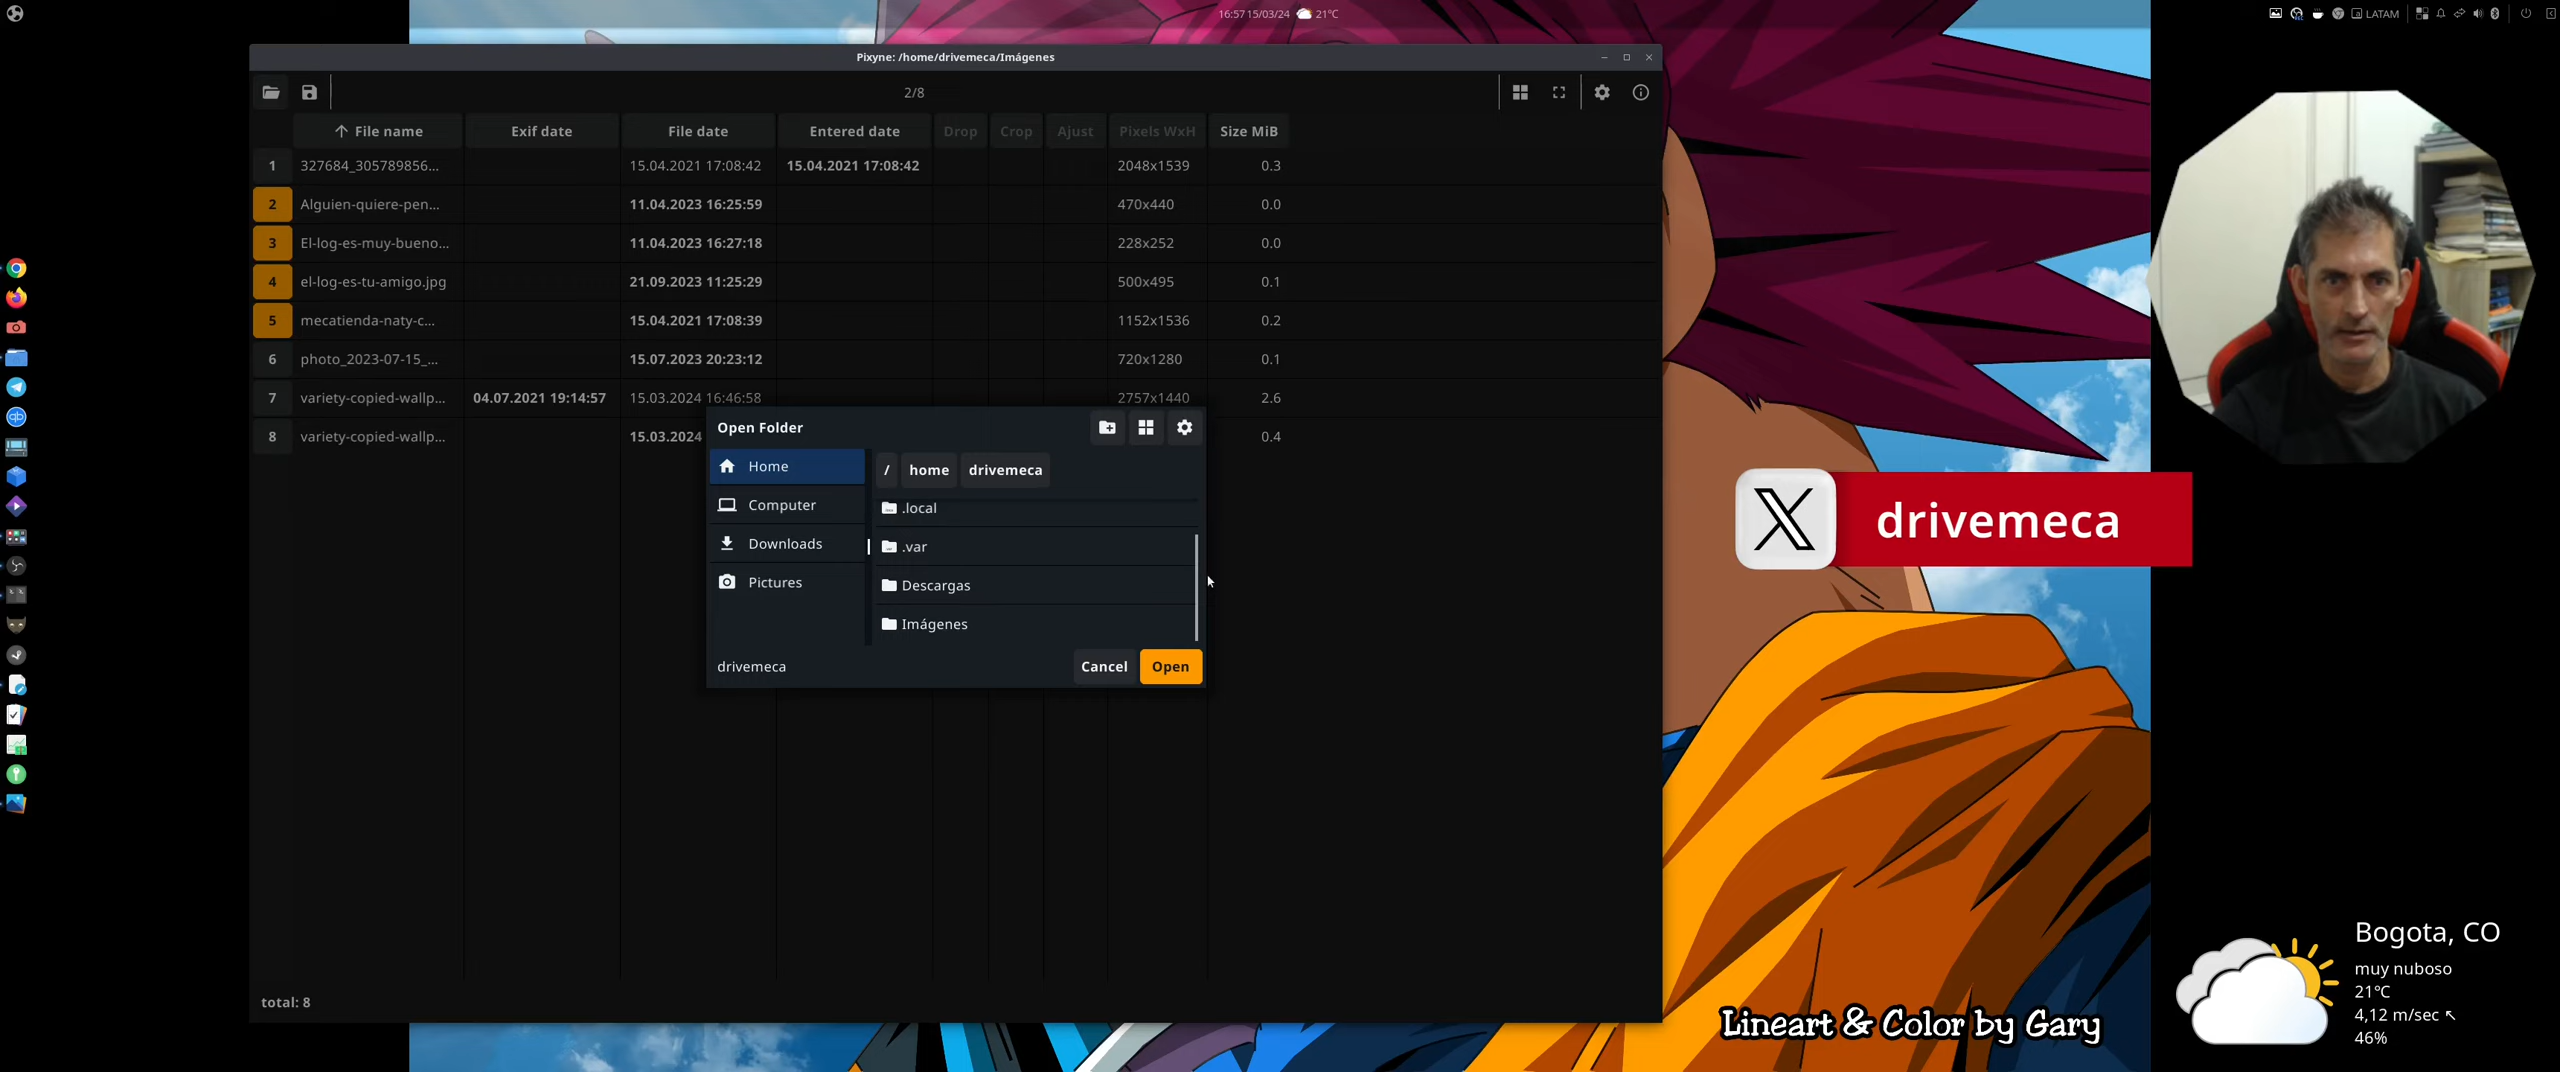 16:57 15/03/24 21°C
LATAM
Pixyne: /home/drivemeca/Imágenes
2/8
File name Exif date File date Entered date Drop Crop Ajust Pixels WxH Size MiB
1 327684_305789856... 15.04.2021 17:08:42 15.04.2021 17:08:42 2048x1539 0.3
2 Alguien-quiere-pen... 11.04.2023 16:25:59 470x440 0.0
3 El-log-es-muy-bueno... 11.04.2023 16:27:18 228x252 0.0
4 el-log-es-tu-amigo.jpg 21.09.2023 11:25:29 500x495 0.1
5 mecatienda-naty-c... 15.04.2021 17:08:39 1152x1536 0.2
6 photo_2023-07-15_... 15.07.2023 20:23:12 720x1280 0.1
7 variety-copied-wallp... 04.07.2021 19:14:57 15.03.2024 16:46:58 2757x1440 2.6
8 variety-copied-wallp... 15.03.2024 0.4
Open Folder
Home
Computer
Downloads
Pictures
/ home drivemeca
.local
.var
Descargas
Imágenes
drivemeca
Cancel Open
total: 8
X drivemeca
Lineart & Color by Gary
Bogota, CO
muy nuboso
21°C
4,12 m/sec ↖
46%